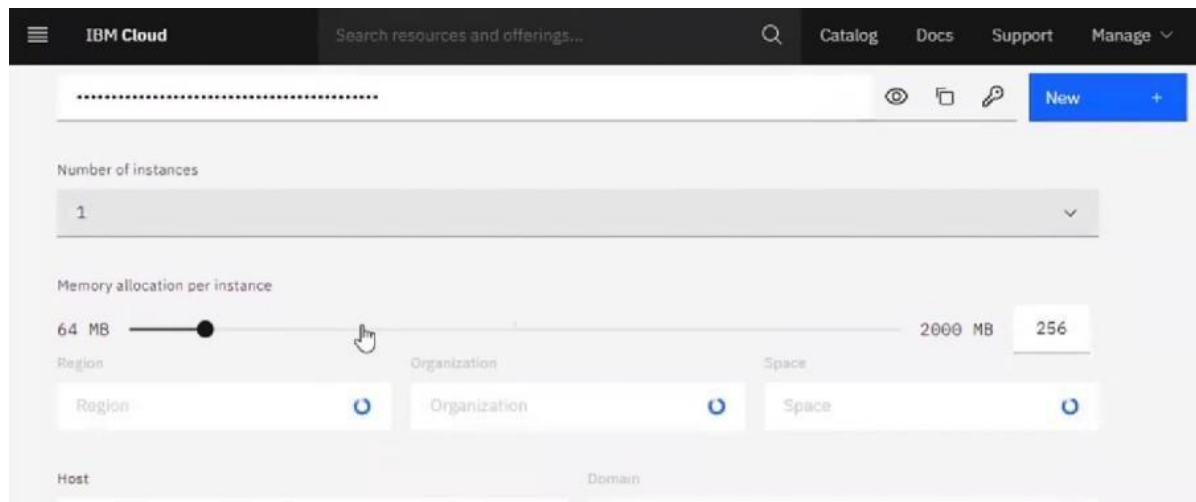 IBM Cloud Search resources and offerings... Catalog Docs Support Manage
•••••••••••••••••••••••••••••••••••••••••••• New +
Number of instances
1
Memory allocation per instance
64 MB 2000 MB 256
Region Organization Space
Region Organization Space
Host Domain